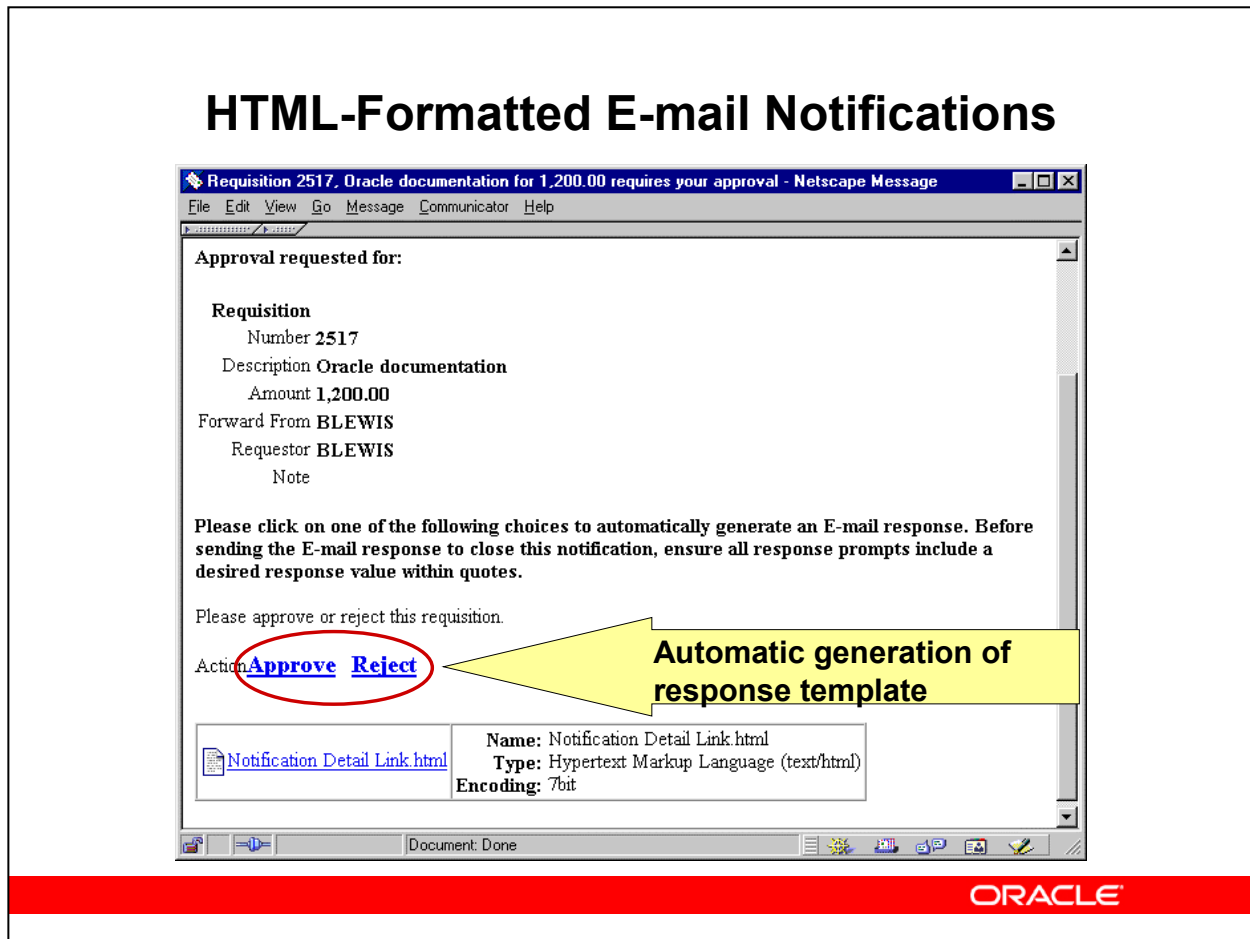 HTML-Formatted E-mail Notifications
Requisition 2517, Oracle documentation for 1,200.00 requires your approval - Netscape Message
File Edit View Go Message Communicator Help
Approval requested for:
Requisition
Number 2517
Description Oracle documentation
Amount 1,200.00
Forward From BLEWIS
Requestor BLEWIS
Note
Please click on one of the following choices to automatically generate an E-mail response. Before
sending the E-mail response to close this notification, ensure all response prompts include a
desired response value within quotes.
Please approve or reject this requisition.
Action Approve Reject
Automatic generation of
response template
Notification Detail Link.html
Name: Notification Detail Link.html
Type: Hypertext Markup Language (text/html)
Encoding: 7bit
Document: Done
ORACLE